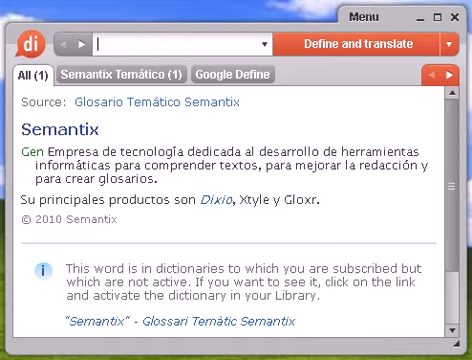 Menu
di
Define and translate
All (1)
Semantix Temático (1)
Google Define
Source: Glosario Temático Semantix
Semantix
Gen Empresa de tecnología dedicada al desarrollo de herramientas
informáticas para comprender textos, para mejorar la redacción y
para crear glosarios.
Su principales productos son Dixio, Xtyle y Gloxr.
© 2010 Semantix
i
This word is in dictionaries to which you are subscribed but
which are not active. If you want to see it, click on the link
and activate the dictionary in your Library.
"Semantix" - Glossari Temàtic Semantix